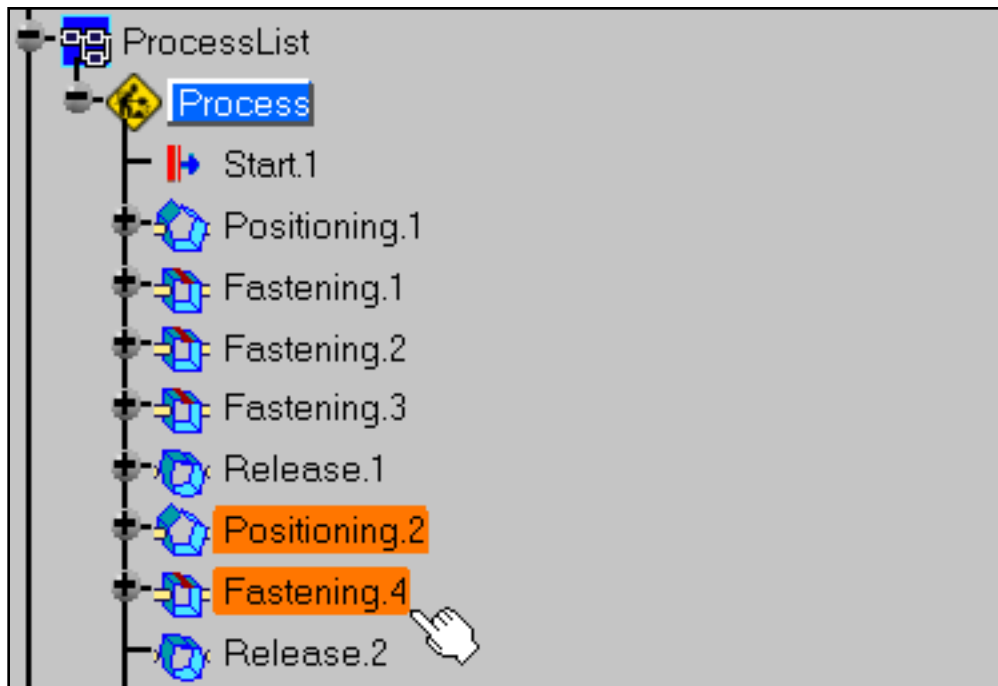 ProcessList
Process
Start.1
Positioning.1
Fastening.1
Fastening.2
Fastening.3
Release.1
Positioning.2
Fastening.4
Release.2